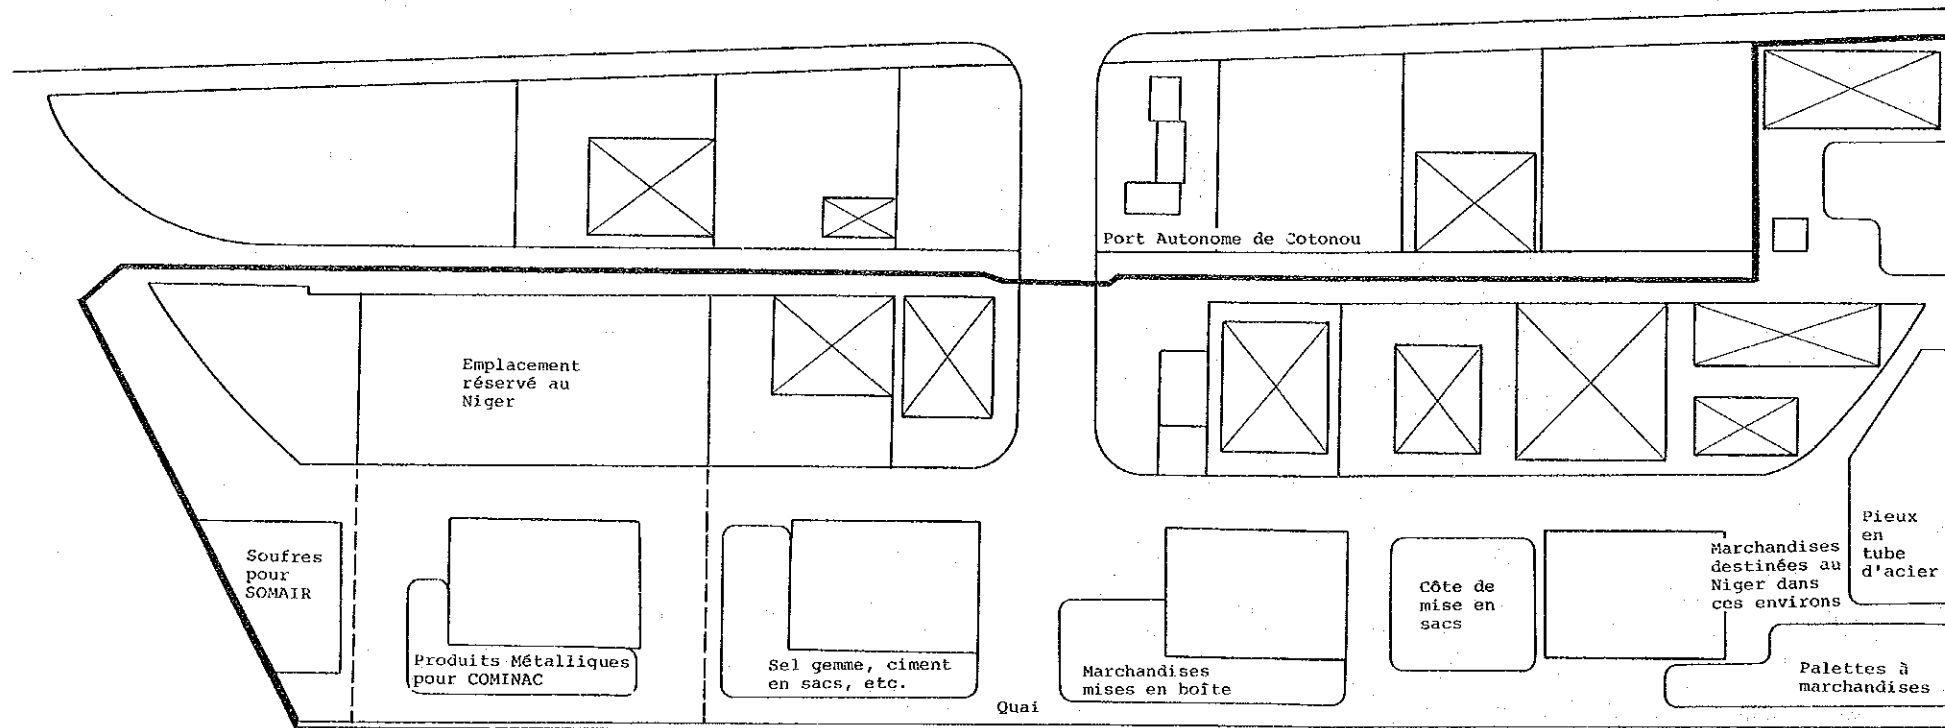 Port Autonome de Cotonou
Emplacement
réservé au
Niger
Soufres
pour
SOMAIR
Produits Métalliques
pour COMINAC
Sel gemme, ciment
en sacs, etc.
Marchandises
mises en boîte
Côte de
mise en
sacs
Marchandises
destinées au
Niger dans
ces environs
Pieux
en
tube
d'acier
Palettes à
marchandises
Quai